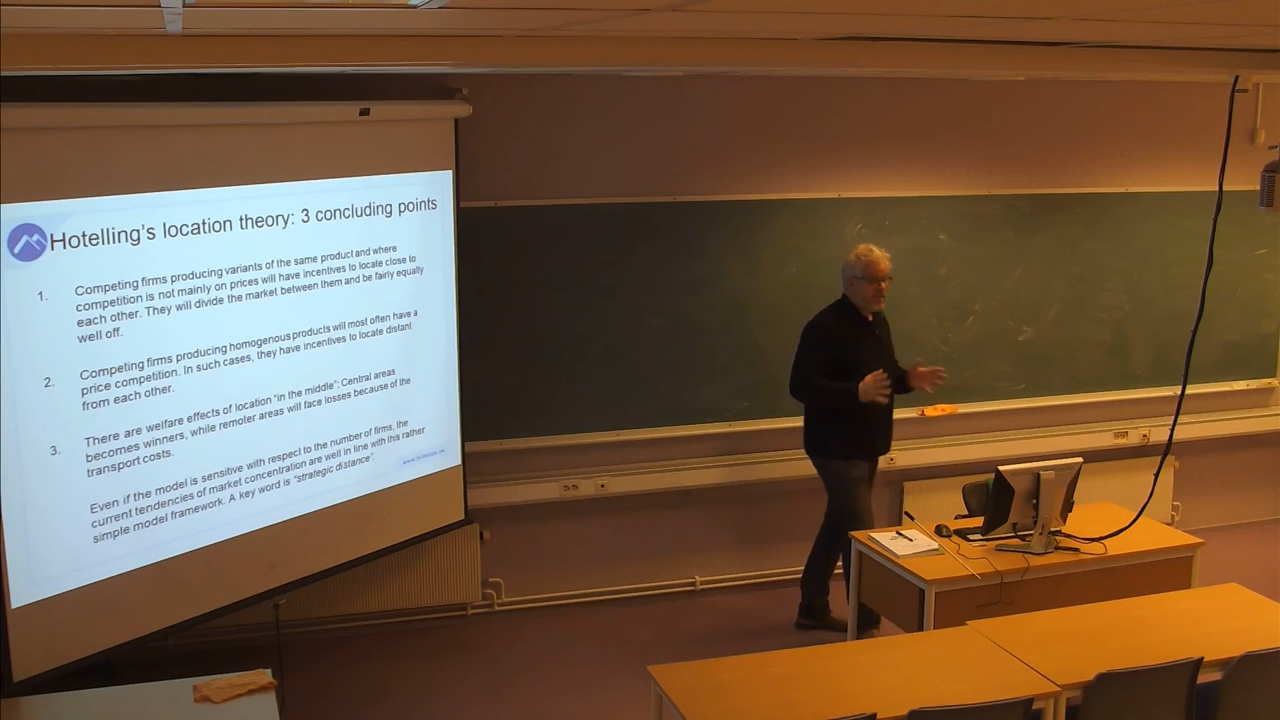 Hotelling's location theory: 3 concluding points
1. Competing firms producing variants of the same product and where
competition is not mainly on prices will have incentives to locate close to
each other. They will divide the market between them and be fairly equally
well off.
2. Competing firms producing homogenous products will most often have a
price competition. In such cases, they have incentives to locate distant
from each other.
3. There are welfare effects of location "in the middle": Central areas
becomes winners, while remoter areas will face losses because of the
transport costs.
Even if the model is sensitive with respect to the number of firms, the
current tendencies of market concentration are well in line with this rather
simple model framework. A key word is "strategic distance".